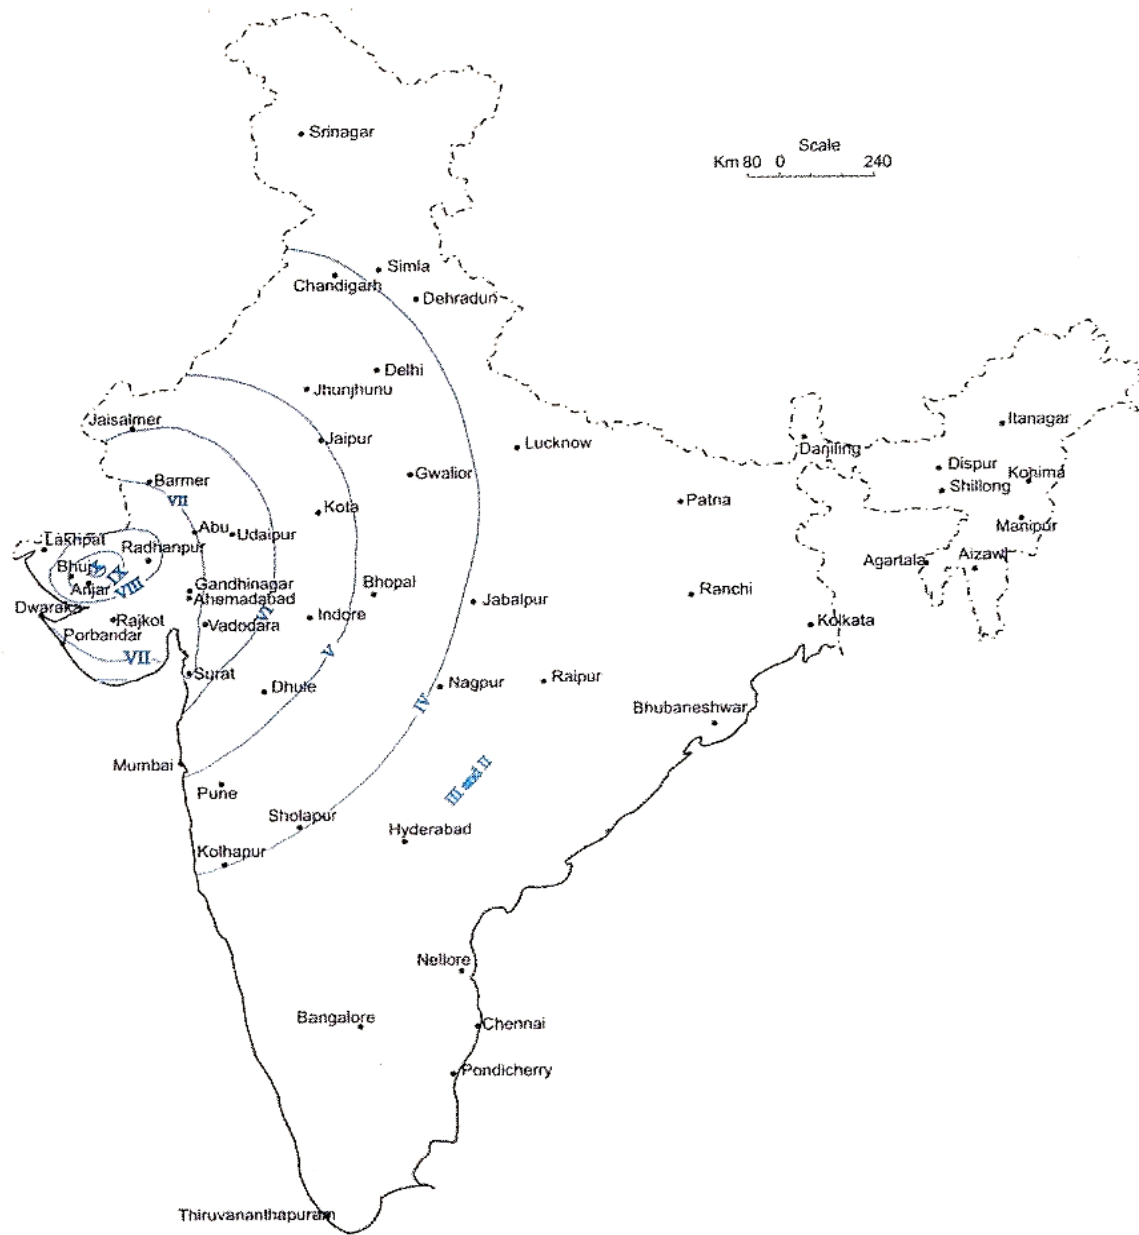 Srinagar
Scale
Km 80 0 240
Simla
Chandigarh
Dehradun
Delhi
Jhunjhunu
Jaisalmer
Jaipur
Itanagar
Lucknow
Darjiling
Gwalior
Dispur
Kohima
Barmer
Shillong
VII
Patna
Kota
Manipur
Abu
Udaipur
Lakhpat
Radhanpur
Aizawl
Agartala
Bhuj
IX
Anjar
VIII
Gandhinagar
Ahemadabad
Bhopal
Ranchi
Jabalpur
Dwaraka
Rajkot
VI
Indore
Kolkata
Vadodara
Porbandar
VII
V
Surat
Dhule
Nagpur
Raipur
IV
Bhubaneshwar
Mumbai
III and II
Pune
Sholapur
Hyderabad
Kolhapur
Nellore
Bangalore
Chennai
Pondicherry
Thiruvananthapuram